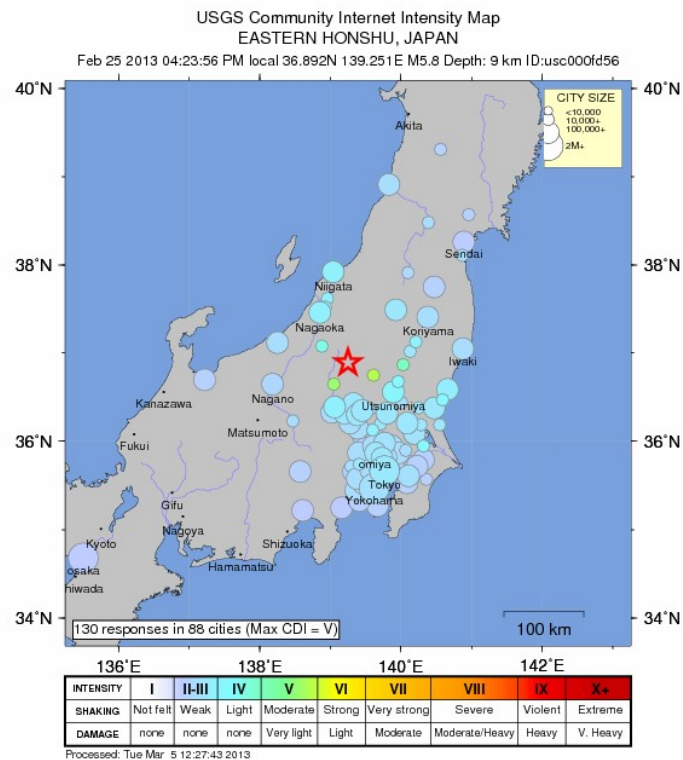 USGS Community Internet Intensity Map
EASTERN HONSHU, JAPAN
Feb 25 2013 04:23:56 PM local 36.892N 139.251E M5.8 Depth: 9 km ID:usc000fd56
40˚N
40˚N
CITY SIZE
<10,000
10,000+
100,000+
2M+
Akita
38˚N
38˚N
Sendai
Niigata
Nagaoka
Koriyama
Iwaki
Kanazawa
Nagano
Utsunomiya
Matsumoto
36˚N
36˚N
Fukui
omiya
Tokyo
Gifu
Yokohama
Nagoya
Kyoto
Shizuoka
Hamamatsu
osaka
hiwada
34˚N
34˚N
130 responses in 88 cities (Max CDI = V)
100 km
136˚E
138˚E
140˚E
142˚E
INTENSITY I II-III IV V VI VII VIII IX X+
SHAKING Not felt Weak Light Moderate Strong Very strong Severe Violent Extreme
DAMAGE none none none Very light Light Moderate Moderate/Heavy Heavy V. Heavy
Processed: Tue Mar 5 12:27:43 2013